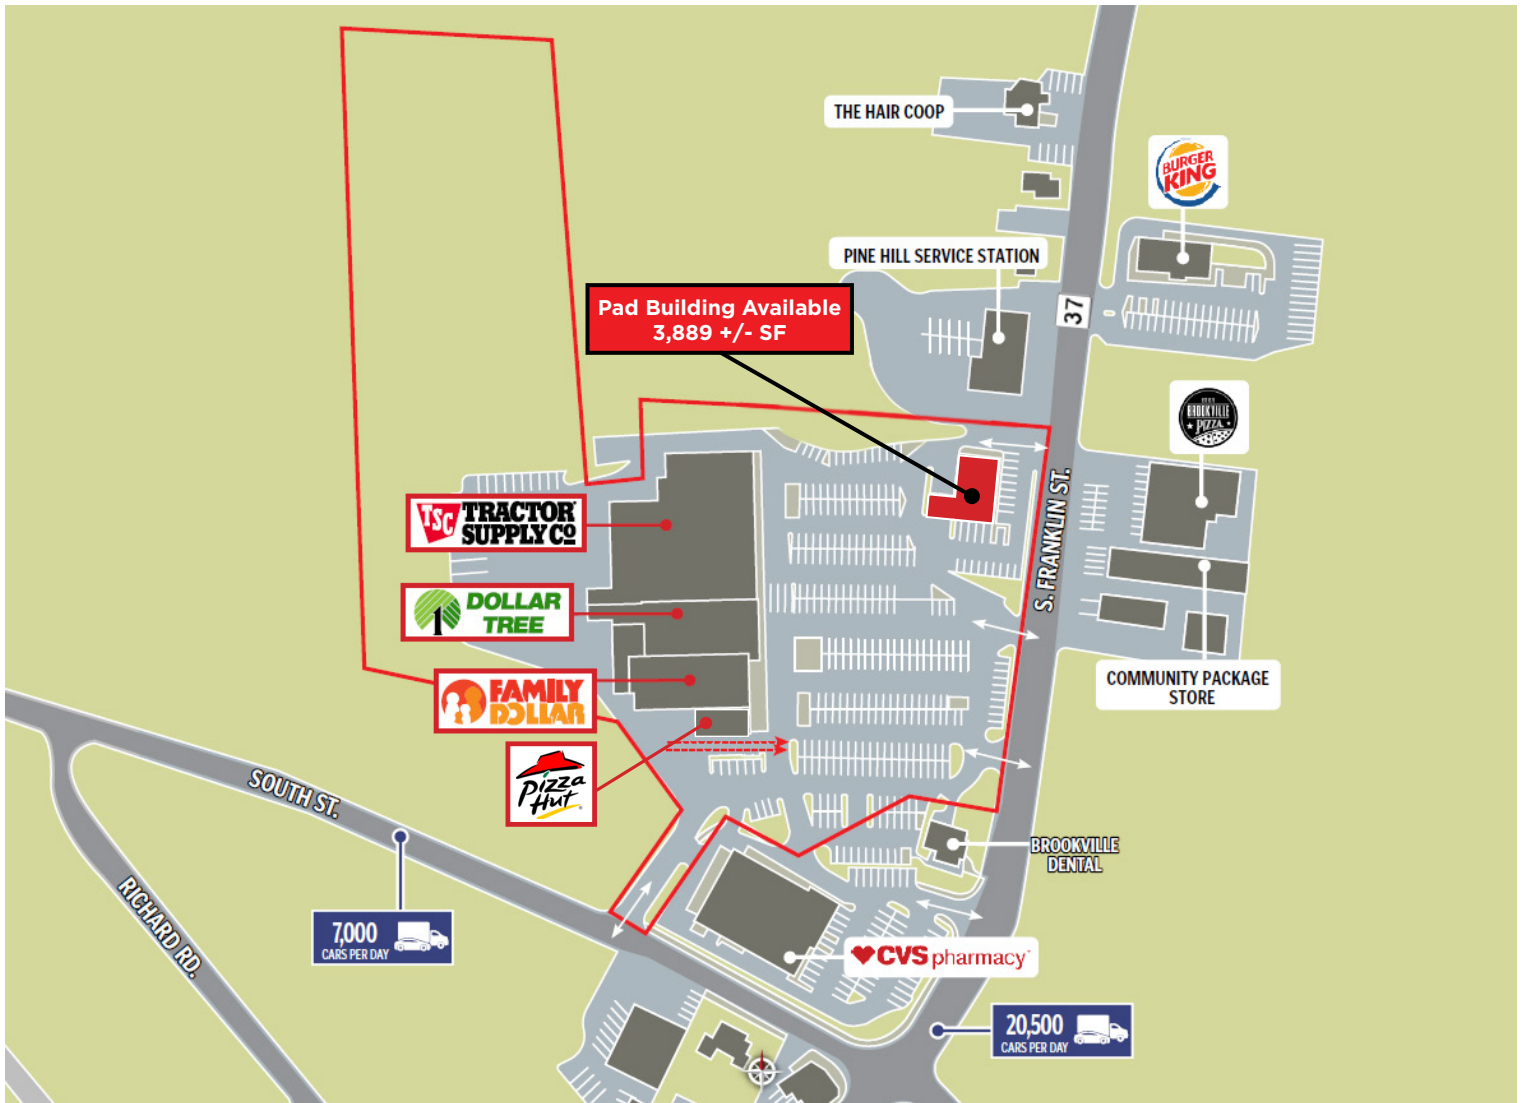 THE HAIR COOP
BURGER
KING
PINE HILL SERVICE STATION
Pad Building Available
3,889 +/- SF
37
BROOKVILLE
PIZZA
TSC TRACTOR
SUPPLY CO
S. FRANKLIN ST.
1 DOLLAR
TREE
FAMILY
DOLLAR
COMMUNITY PACKAGE
STORE
Pizza
Hut
SOUTH ST.
BROOKVILLE
DENTAL
RICHARD RD.
7,000
CARS PER DAY
CVS pharmacy
20,500
CARS PER DAY